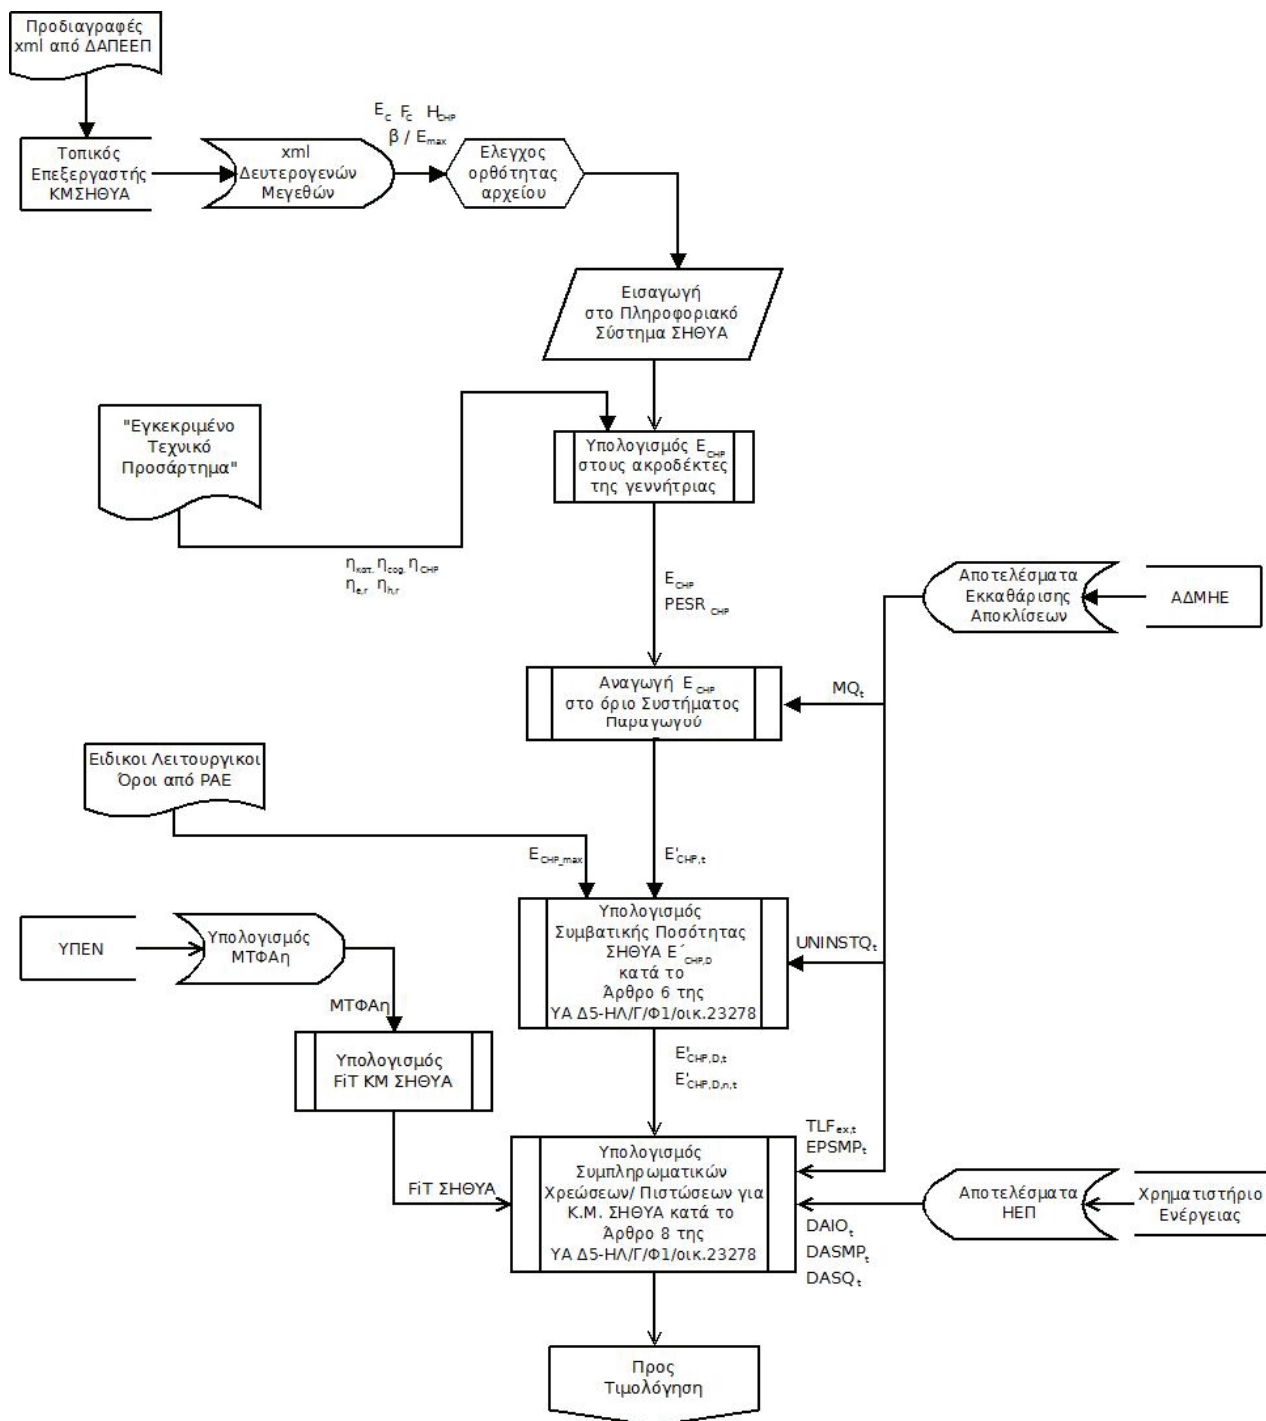 Προδιαγραφές
xml από ΔΑΠΕΕΠ
Τοπικός
Επεξεργαστής
ΚΜΣΗΘΥΑ
xml
Δευτερογενών
Μεγεθών
E_c F_c H_CHP
β / E_max
Ελεγχος
ορθότητας
αρχείου
Εισαγωγή
στο Πληροφοριακό
Σύστημα ΣΗΘΥΑ
"Εγκεκριμένο
Τεχνικό
Προσάρτημα"
Υπολογισμός E_CHP
στους ακροδέκτες
της γεννήτριας
η_κατ. η_cog. η_CHP
η_e,r η_h,r
E_CHP
PESR_CHP
Αποτελέσματα
Εκκαθάρισης
Αποκλίσεων
ΑΔΜΗΕ
Αναγωγή E_CHP
στο όριο Συστήματος
Παραγωγού
MQ_t
Ειδικοι Λειτουργικοι
Όροι από ΡΑΕ
E_CHP_max
E'_CHP,t
Υπολογισμός
Συμβατικής Ποσότητας
ΣΗΘΥΑ E´_CHP,D
κατά το
Άρθρο 6 της
ΥΑ Δ5-ΗΛ/Γ/Φ1/οικ.23278
UNINSTQ_t
ΥΠΕΝ
Υπολογισμός
ΜΤΦΑη
ΜΤΦΑη
Υπολογισμός
FiT ΚΜ ΣΗΘΥΑ
E'_CHP,D,t
E'_CHP,D,n,t
FiT ΣΗΘΥΑ
Υπολογισμός
Συμπληρωματικών
Χρεώσεων/ Πιστώσεων για
Κ.Μ. ΣΗΘΥΑ κατά το
Άρθρο 8 της
ΥΑ Δ5-ΗΛ/Γ/Φ1/οικ.23278
TLF_ex,t
EPSMP_t
DAIO_t
DASMP_t
DASQ_t
Αποτελέσματα
ΗΕΠ
Χρηματιστήριο
Ενέργειας
Προς
Τιμολόγηση